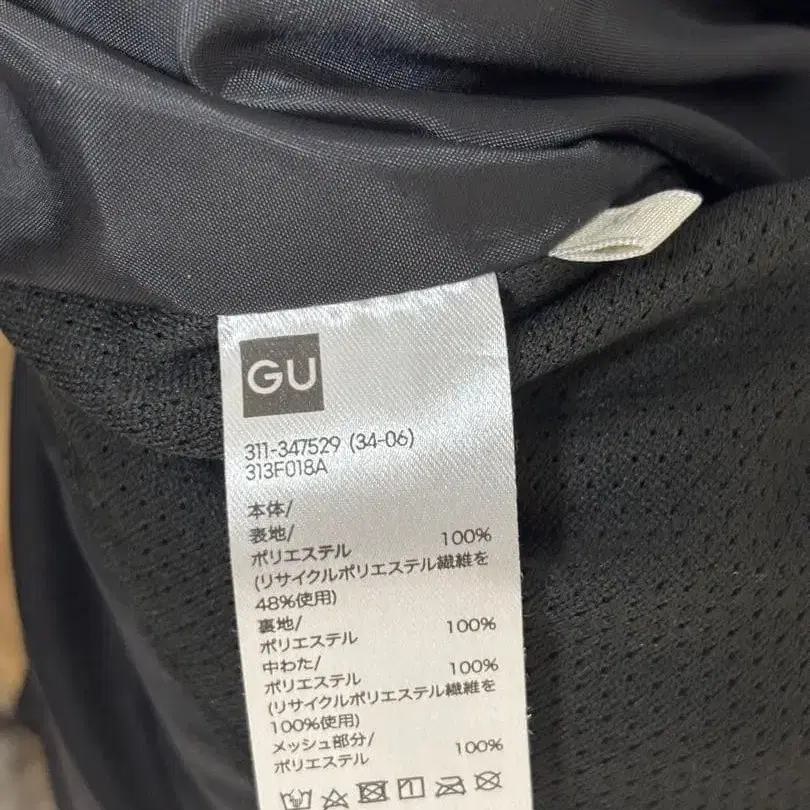 GU
311-347529 (34-06)
313F018A
本体/
表地/
ポリエステル 100%
(リサイクルポリエステル繊維を
48%使用)
裏地/
ポリエステル 100%
中わた/
ポリエステル 100%
(リサイクルポリエステル繊維を
100%使用)
メッシュ部分/
ポリエステル 100%